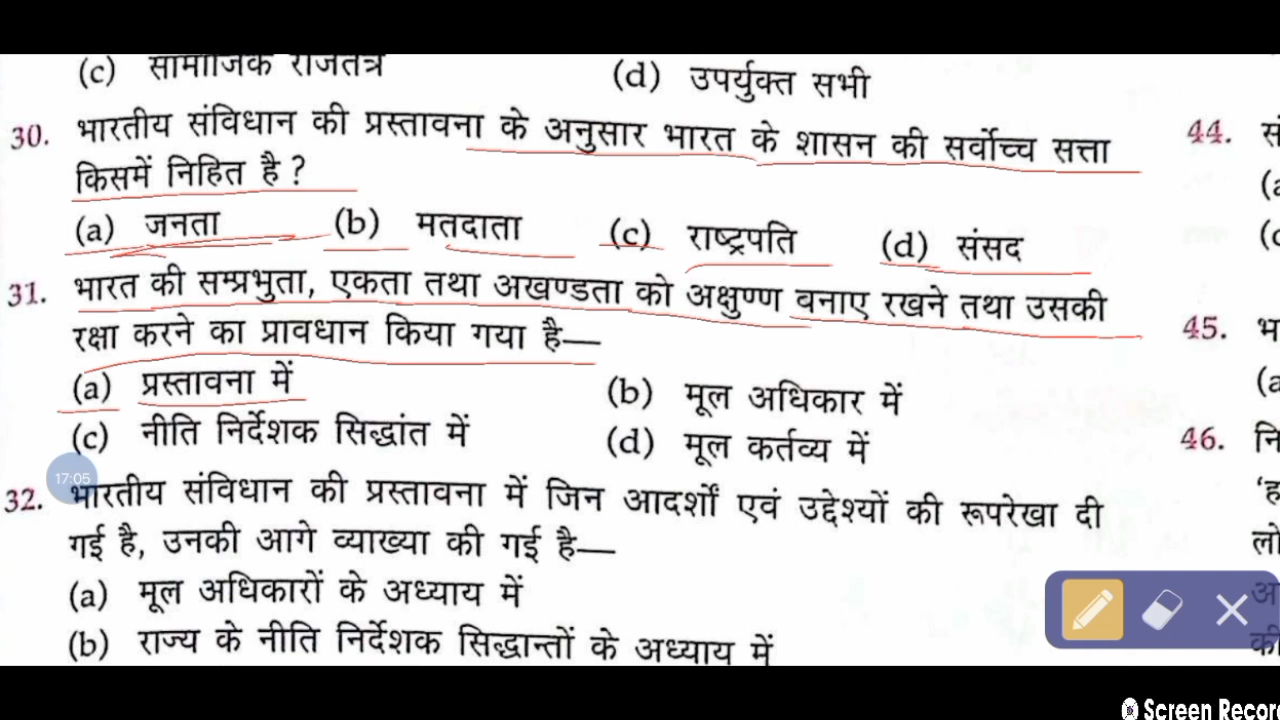 (c) सामाजिक राजतंत्र
(d) उपर्युक्त सभी
30. भारतीय संविधान की प्रस्तावना के अनुसार भारत के शासन की सर्वोच्च सत्ता
किसमें निहित है ?
(a) जनता (b) मतदाता (c) राष्ट्रपति (d) संसद
31. भारत की सम्प्रभुता, एकता तथा अखण्डता को अक्षुण्ण बनाए रखने तथा उसकी
रक्षा करने का प्रावधान किया गया है—
(a) प्रस्तावना में (b) मूल अधिकार में
(c) नीति निर्देशक सिद्धांत में (d) मूल कर्तव्य में
17:05
32. भारतीय संविधान की प्रस्तावना में जिन आदर्शों एवं उद्देश्यों की रूपरेखा दी
गई है, उनकी आगे व्याख्या की गई है—
(a) मूल अधिकारों के अध्याय में
(b) राज्य के नीति निर्देशक सिद्धान्तों के अध्याय में
44.
45.
46.
Screen Recor